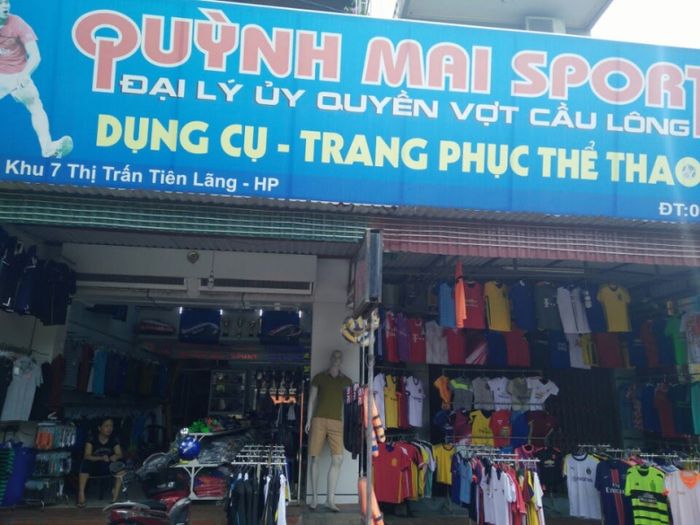 QUỲNH MAI SPORT
ĐẠI LÝ ỦY QUYỀN VỢT CẦU LÔNG
DỤNG CỤ - TRANG PHỤC THỂ THAO
Khu 7 Thị Trấn Tiên Lãng - HP
ĐT:0